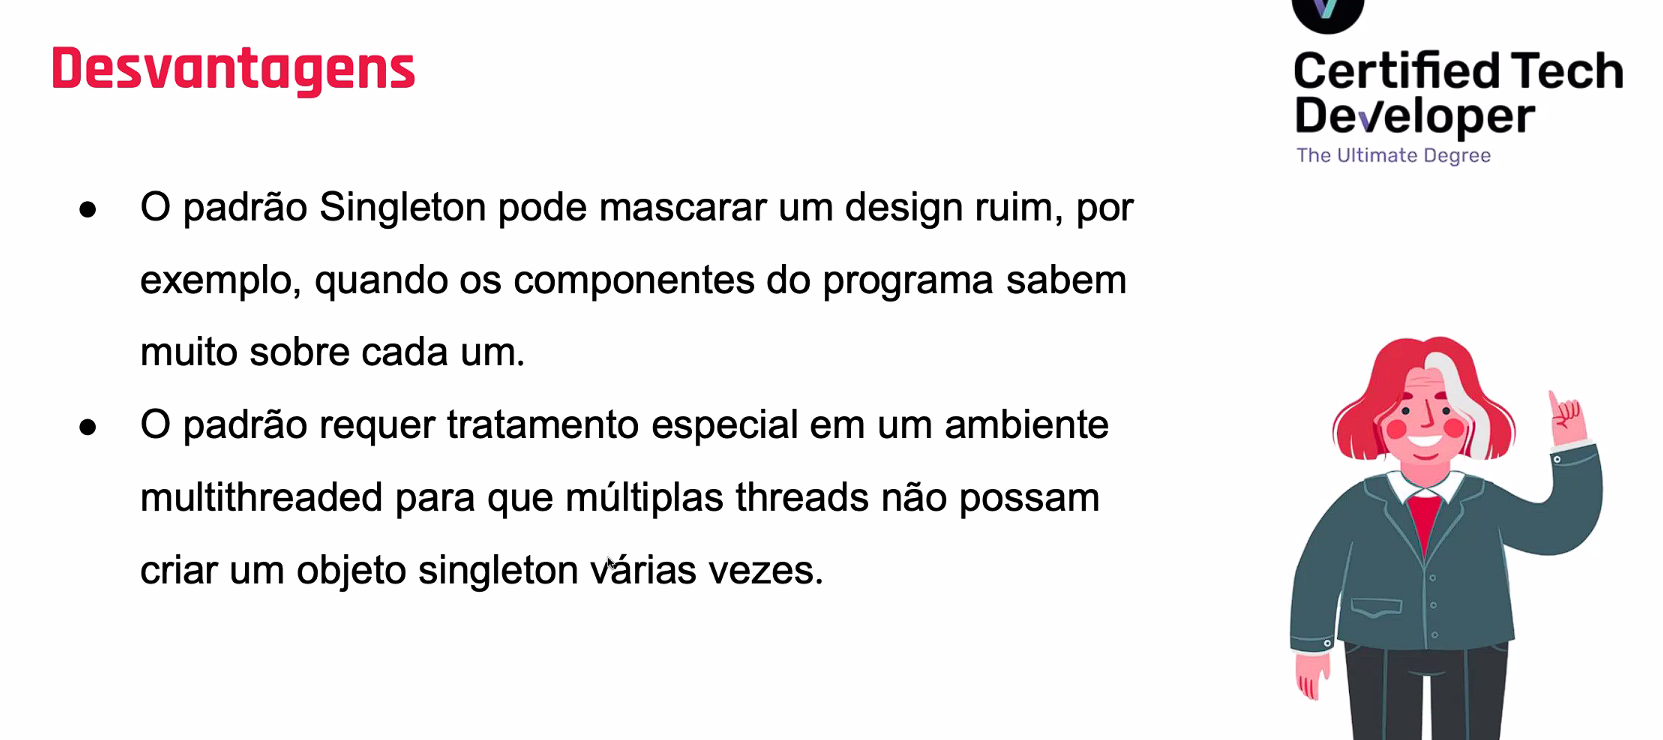 Desvantagens
Certified Tech
Developer
The Ultimate Degree
● O padrão Singleton pode mascarar um design ruim, por
exemplo, quando os componentes do programa sabem
muito sobre cada um.
● O padrão requer tratamento especial em um ambiente
multithreaded para que múltiplas threads não possam
criar um objeto singleton várias vezes.